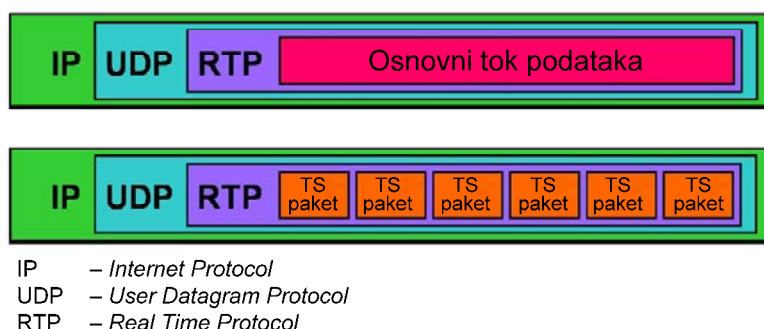 IP UDP RTP Osnovni tok podataka
IP UDP RTP TS paket TS paket TS paket TS paket TS paket TS paket
IP – Internet Protocol
UDP – User Datagram Protocol
RTP – Real Time Protocol